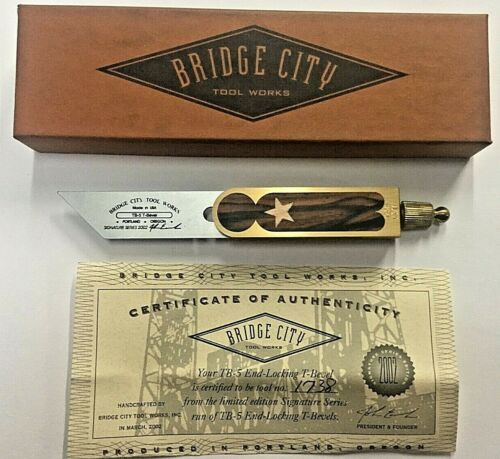 BRIDGE CITY
TOOL WORKS
BRIDGE CITY TOOL WORKS
Made in USA
TB-5 T-Bevel
PORTLAND OREGON
SIGNATURE SERIES 2002
BRIDGE CITY TOOL WORKS, INC.
CERTIFICATE OF AUTHENTICITY
BRIDGE CITY
TOOL WORKS
Your TB-5 End-Locking T-Bevel
is certified to be tool no. 1738
from the limited edition Signature Series
run of TB-5 End-Locking T-Bevels.
HANDCRAFTED BY
BRIDGE CITY TOOL WORKS, INC.
IN MARCH, 2002
2002
PRESIDENT & FOUNDER
PRODUCED IN PORTLAND, OREGON